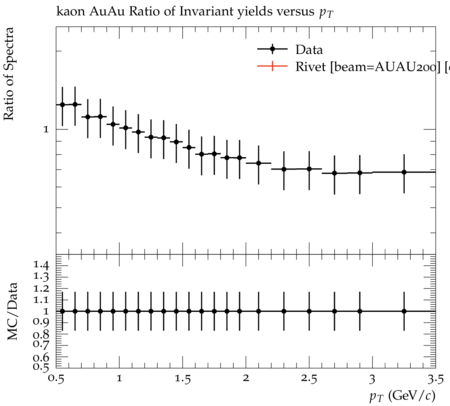 kaon AuAu Ratio of Invariant yields versus p_T
Ratio of Spectra
Data
Rivet [beam=AUAU200] [
1
MC/Data
1.4
1.3
1.2
1.1
1
0.9
0.8
0.7
0.6
0.5
0.5 1 1.5 2 2.5 3 3.5
p_T (GeV/c)